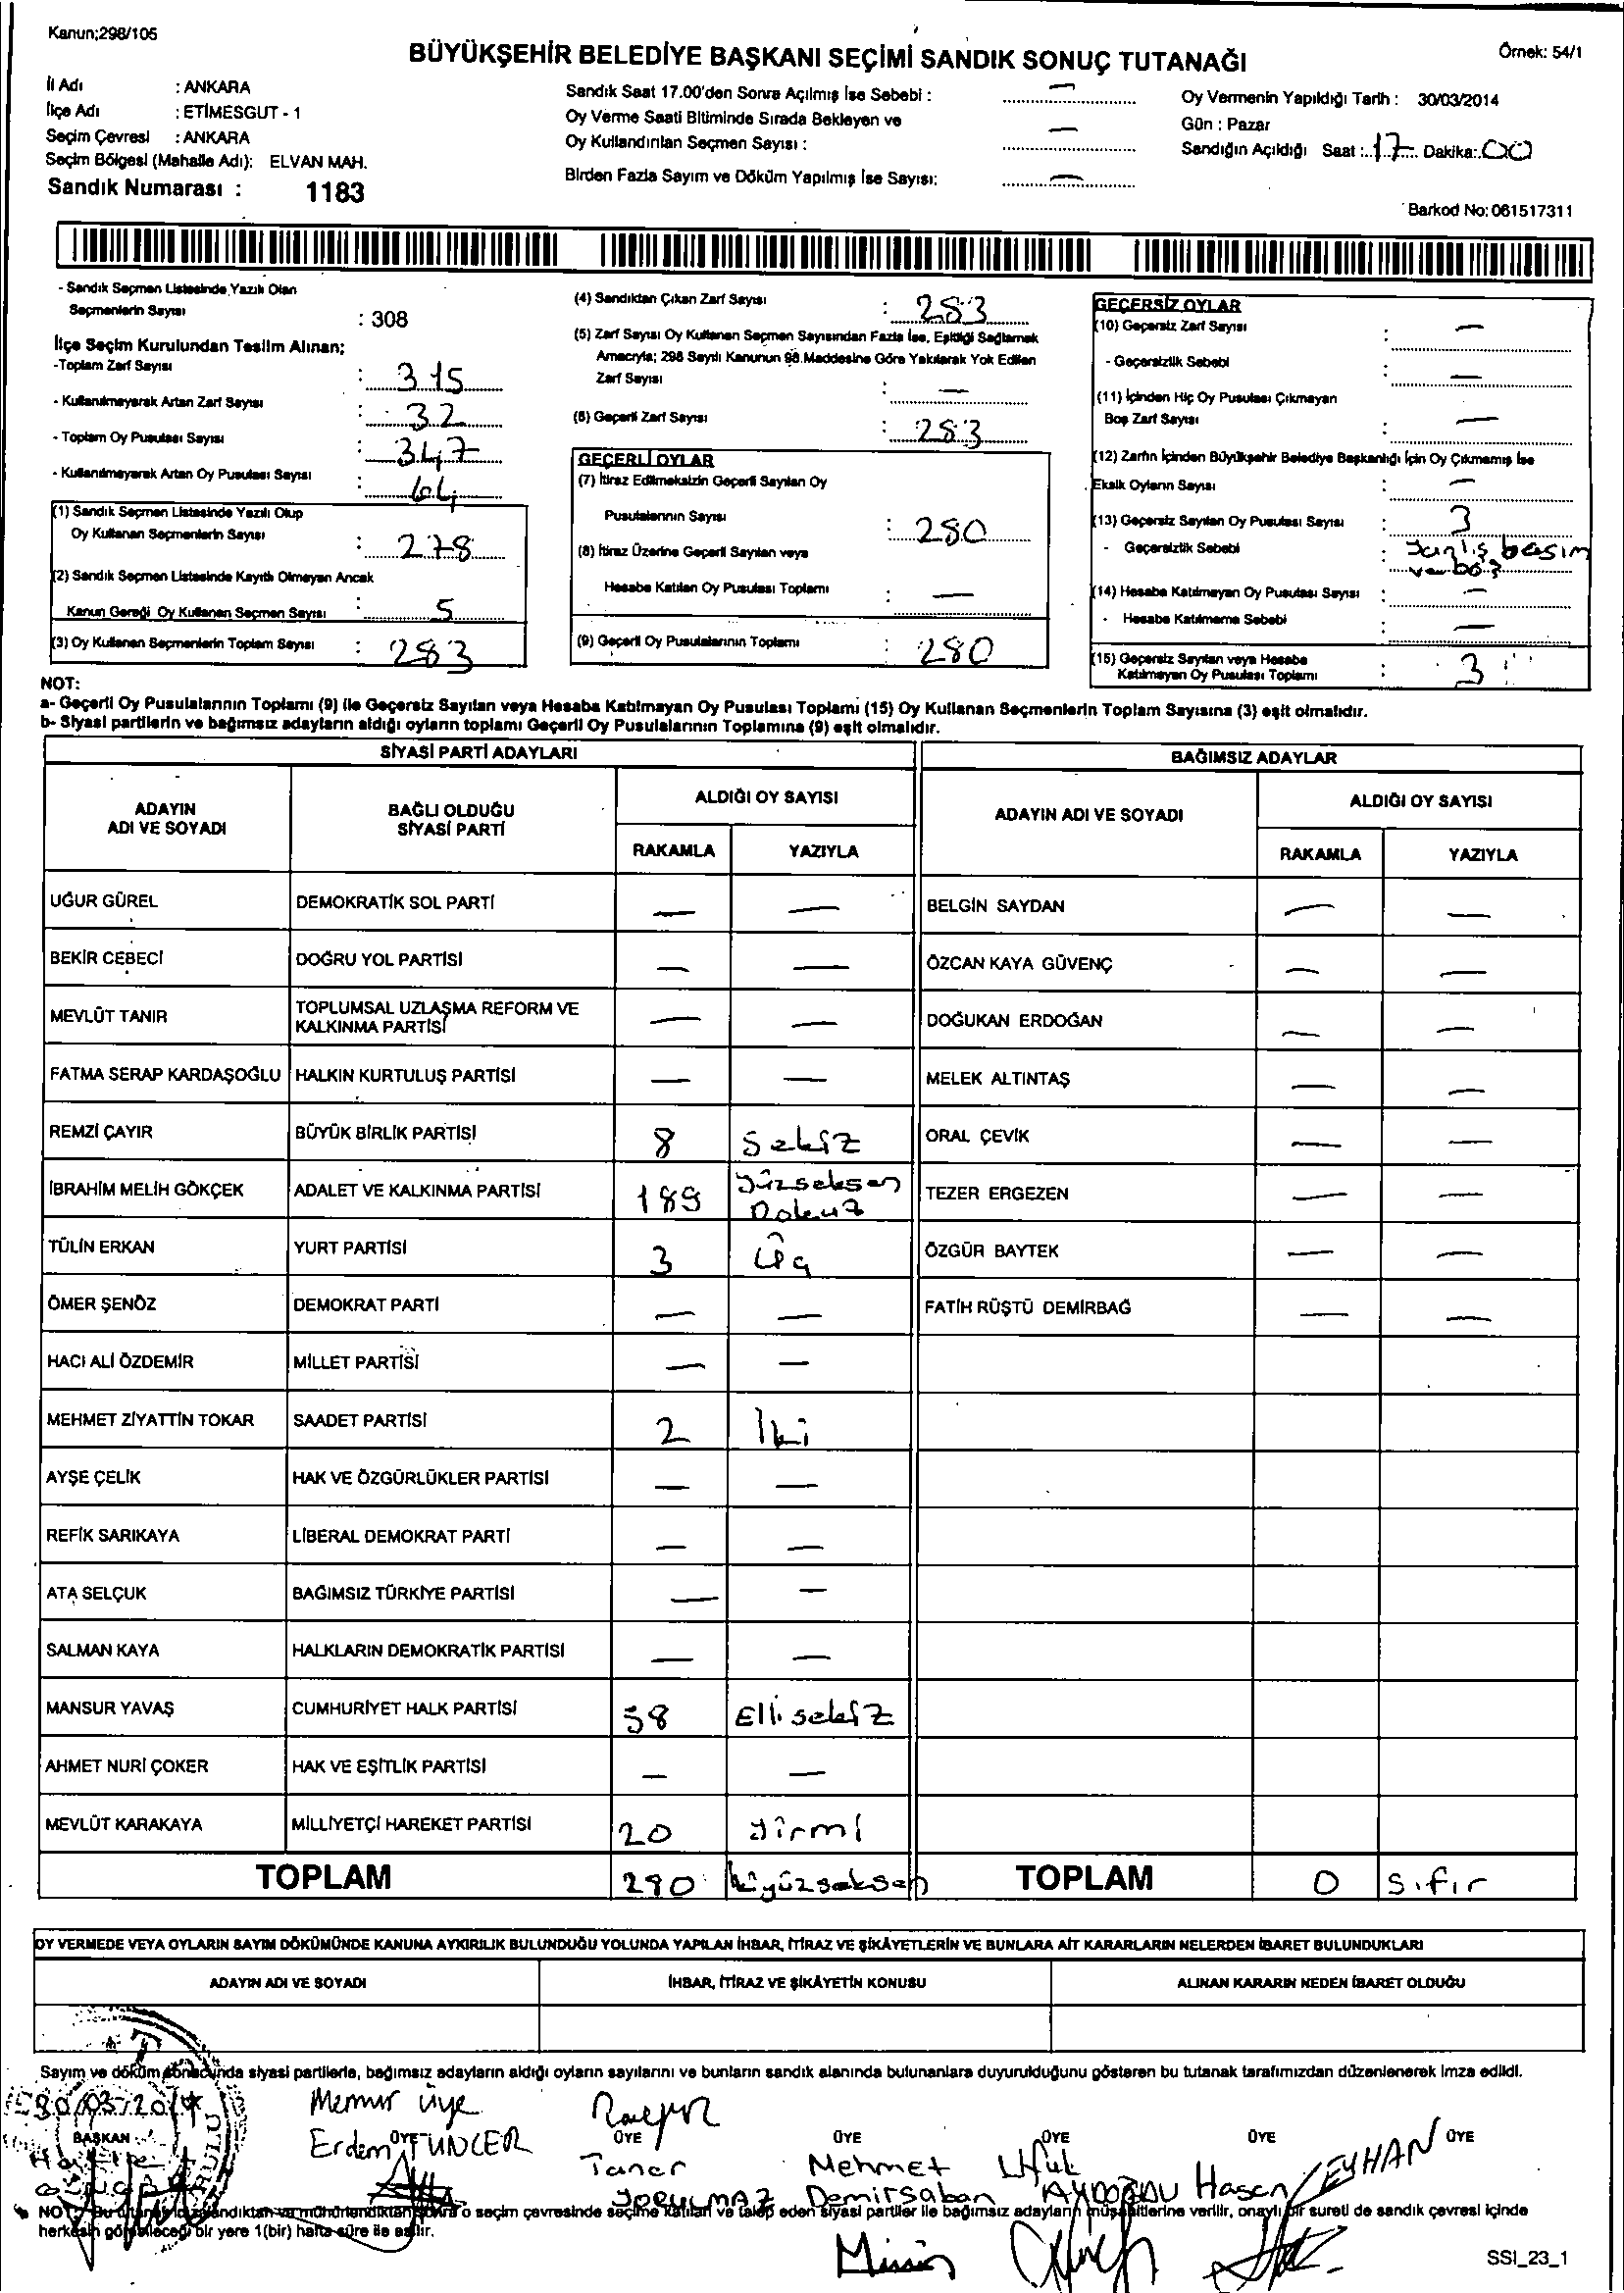 Kanun;298/105
BÜYÜKŞEHİR BELEDİYE BAŞKANI SEÇİMİ SANDIK SONUÇ TUTANAĞI
Örnek: 54/1
İl Adı : ANKARA
İlçe Adı : ETİMESGUT - 1
Seçim Çevresi : ANKARA
Seçim Bölgesi (Mahalle Adı): ELVAN MAH.
Sandık Numarası : 1183
Sandık Saat 17.00'den Sonra Açılmış İse Sebebi : —
Oy Verme Saati Bitiminde Sırada Bekleyen ve
Oy Kullandırılan Seçmen Sayısı : —
Birden Fazla Sayım ve Döküm Yapılmış İse Sayısı: —
Oy Vermenin Yapıldığı Tarih : 30/03/2014
Gün : Pazar
Sandığın Açıldığı Saat : 17 Dakika: 00
Barkod No: 061517311
- Sandık Seçmen Listesinde Yazılı Olan
Seçmenlerin Sayısı : 308
İlçe Seçim Kurulundan Teslim Alınan;
-Toplam Zarf Sayısı : 315
- Kullanılmayarak Artan Zarf Sayısı : 32
- Toplam Oy Pusulası Sayısı : 347
- Kullanılmayarak Artan Oy Pusulası Sayısı : 64
(1) Sandık Seçmen Listesinde Yazılı Olup
Oy Kullanan Seçmenlerin Sayısı : 278
(2) Sandık Seçmen Listesinde Kayıtlı Olmayan Ancak
Kanun Gereği Oy Kullanan Seçmen Sayısı : 5
(3) Oy Kullanan Seçmenlerin Toplam Sayısı : 283
(4) Sandıktan Çıkan Zarf Sayısı : 283
(5) Zarf Sayısı Oy Kullanan Seçmen Sayısından Fazla İse, Eşitliği Sağlamak
Amacıyla; 298 Sayılı Kanunun 98.Maddesine Göre Yakılarak Yok Edilen
Zarf Sayısı : —
(6) Geçerli Zarf Sayısı : 283
GEÇERLİ OYLAR
(7) İtiraz Edilmeksizin Geçerli Sayılan Oy
Pusulalarının Sayısı : 280
(8) İtiraz Üzerine Geçerli Sayılan veya
Hesaba Katılan Oy Pusulası Toplamı : —
(9) Geçerli Oy Pusulalarının Toplamı : 280
GEÇERSİZ OYLAR
(10) Geçersiz Zarf Sayısı : —
- Geçersizlik Sebebi : —
(11) İçinden Hiç Oy Pusulası Çıkmayan
Boş Zarf Sayısı : —
(12) Zarfın İçinden Büyükşehir Belediye Başkanlığı İçin Oy Çıkmamış İse
Eksik Oyların Sayısı : —
(13) Geçersiz Sayılan Oy Pusulası Sayısı : 3
- Geçersizlik Sebebi : Yanlış basım
ve boş
(14) Hesaba Katılmayan Oy Pusulası Sayısı : —
- Hesaba Katılmama Sebebi : —
(15) Geçersiz Sayılan veya Hesaba
Katılmayan Oy Pusulası Toplamı : 3
NOT:
a- Geçerli Oy Pusulalarının Toplamı (9) ile Geçersiz Sayılan veya Hesaba Katılmayan Oy Pusulası Toplamı (15) Oy Kullanan Seçmenlerin Toplam Sayısına (3) eşit olmalıdır.
b- Siyasi partilerin ve bağımsız adayların aldığı oyların toplamı Geçerli Oy Pusulalarının Toplamına (9) eşit olmalıdır.
SİYASİ PARTİ ADAYLARI BAĞIMSIZ ADAYLAR
ADAYIN ADI VE SOYADI BAĞLI OLDUĞU SİYASİ PARTİ ALDIĞI OY SAYISI ADAYIN ADI VE SOYADI ALDIĞI OY SAYISI
RAKAMLA YAZIYLA RAKAMLA YAZIYLA
UĞUR GÜREL DEMOKRATİK SOL PARTİ — — BELGİN SAYDAN — —
BEKİR CEBECİ DOĞRU YOL PARTİSİ — — ÖZCAN KAYA GÜVENÇ — —
MEVLÜT TANIR TOPLUMSAL UZLAŞMA REFORM VE KALKINMA PARTİSİ — — DOĞUKAN ERDOĞAN — —
FATMA SERAP KARDAŞOĞLU HALKIN KURTULUŞ PARTİSİ — — MELEK ALTINTAŞ — —
REMZİ ÇAYIR BÜYÜK BİRLİK PARTİSİ 8 Sekiz ORAL ÇEVİK — —
İBRAHİM MELİH GÖKÇEK ADALET VE KALKINMA PARTİSİ 189 Yüzseksen Dokuz TEZER ERGEZEN — —
TÜLİN ERKAN YURT PARTİSİ 3 Üç ÖZGÜR BAYTEK — —
ÖMER ŞENÖZ DEMOKRAT PARTİ — — FATİH RÜŞTÜ DEMİRBAĞ — —
HACI ALİ ÖZDEMİR MİLLET PARTİSİ — —
MEHMET ZİYATTİN TOKAR SAADET PARTİSİ 2 İki
AYŞE ÇELİK HAK VE ÖZGÜRLÜKLER PARTİSİ — —
REFİK SARIKAYA LİBERAL DEMOKRAT PARTİ — —
ATA SELÇUK BAĞIMSIZ TÜRKİYE PARTİSİ — —
SALMAN KAYA HALKLARIN DEMOKRATİK PARTİSİ — —
MANSUR YAVAŞ CUMHURİYET HALK PARTİSİ 58 Elli sekiz
AHMET NURİ ÇOKER HAK VE EŞİTLİK PARTİSİ — —
MEVLÜT KARAKAYA MİLLİYETÇİ HAREKET PARTİSİ 20 Yirmi
TOPLAM 280 İkiyüzseksen TOPLAM 0 Sıfır
OY VERMEDE VEYA OYLARIN SAYIM DÖKÜMÜNDE KANUNA AYKIRILIK BULUNDUĞU YOLUNDA YAPILAN İHBAR, İTİRAZ VE ŞİKÂYETLERİN VE BUNLARA AİT KARARLARIN NELERDEN İBARET BULUNDUKLARI
ADAYIN ADI VE SOYADI İHBAR, İTİRAZ VE ŞİKÂYETİN KONUSU ALINAN KARARIN NEDEN İBARET OLDUĞU
Sayım ve döküm sonucunda siyasi partilerle, bağımsız adayların aldığı oyların sayılarını ve bunların sandık alanında bulunanlara duyurulduğunu gösteren bu tutanak tarafımızdan düzenlenerek imza edildi.
30/03/2014 Memur üye
BAŞKAN ÜYE ÜYE ÜYE ÜYE ÜYE ÜYE
Erdem TUNCER Taner YORULMAZ Mehmet Demirsaban Ufuk AYDOĞDU Hasan CEYHAN
NOT: Bu tutanak imzalandıktan ve mühürlendikten sonra o seçim çevresinde seçime katılan ve talep eden siyasi partiler ile bağımsız adayların müşahitlerine verilir, onaylı bir sureti de sandık çevresi içinde
herkesin görebileceği bir yere 1(bir) hafta süre ile asılır.
SSI_23_1